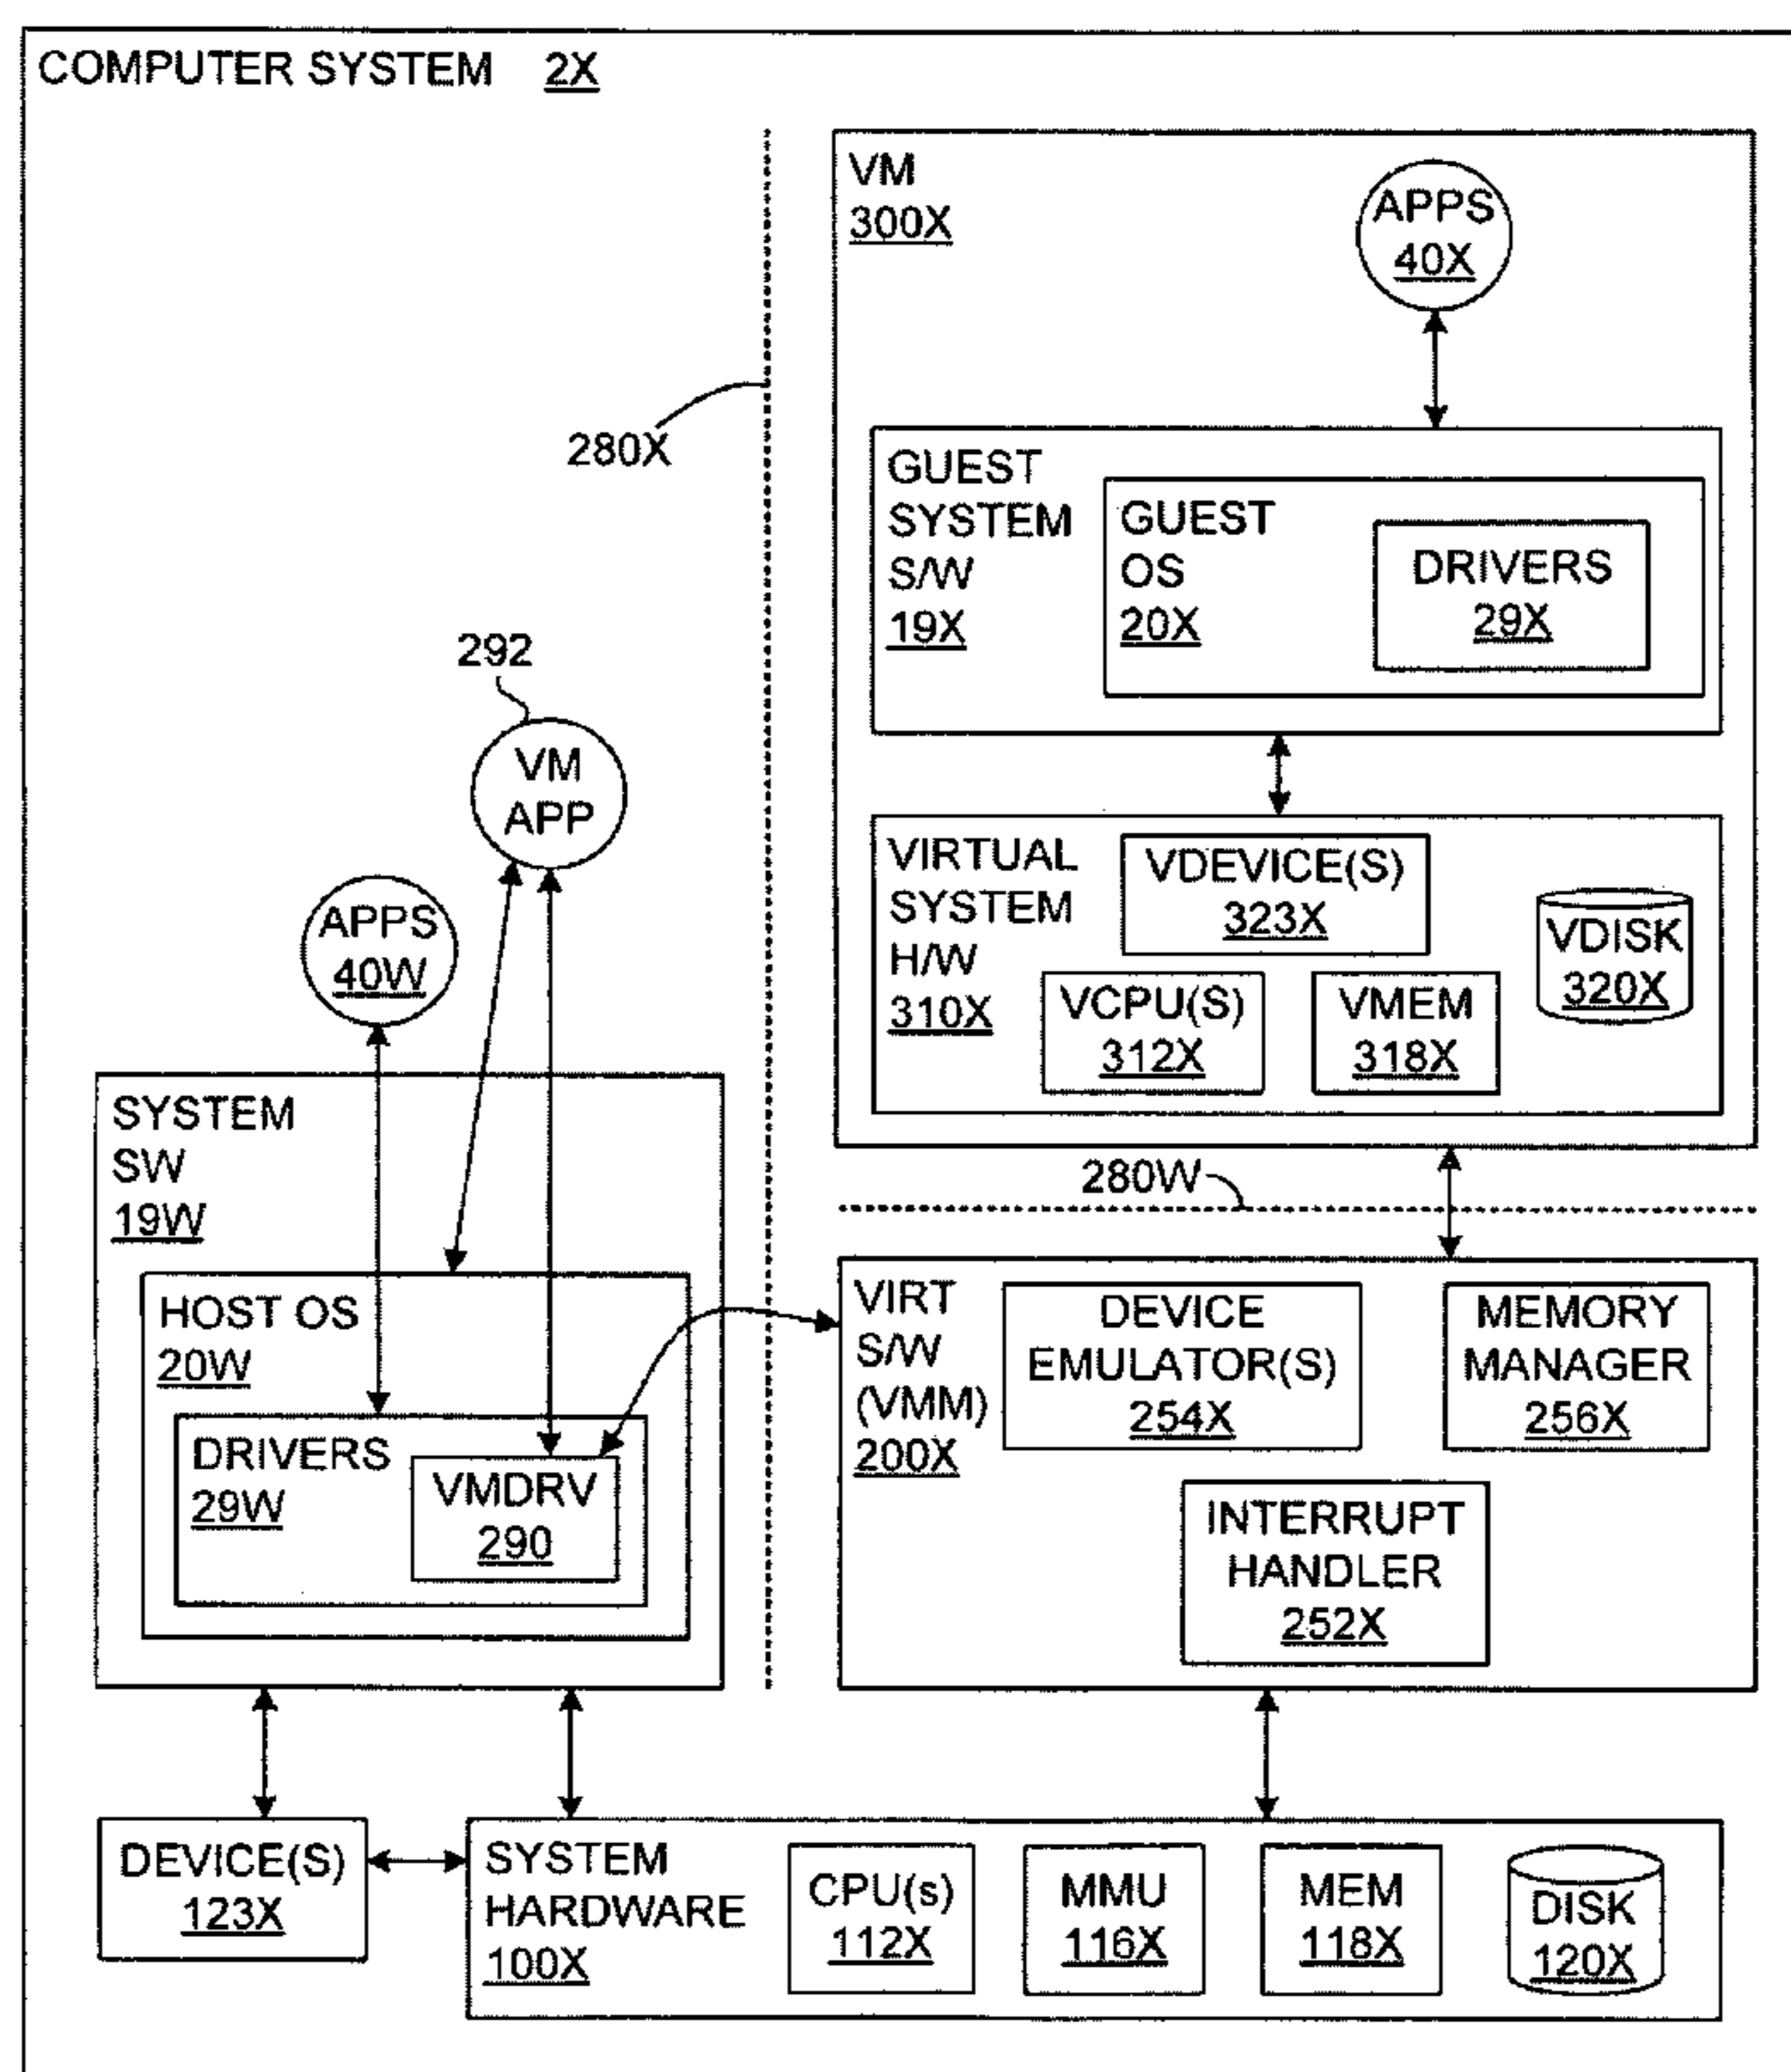 COMPUTER SYSTEM 2X
VM
300X
APPS
40X
280X
GUEST
SYSTEM
S/W
19X
GUEST
OS
20X
DRIVERS
29X
292
VM
APP
VIRTUAL
SYSTEM
H/W
310X
VDEVICE(S)
323X
VDISK
320X
VCPU(S)
312X
VMEM
318X
APPS
40W
280W
SYSTEM
SW
19W
HOST OS
20W
DRIVERS
29W
VMDRV
290
VIRT
S/W
(VMM)
200X
DEVICE
EMULATOR(S)
254X
MEMORY
MANAGER
256X
INTERRUPT
HANDLER
252X
DEVICE(S)
123X
SYSTEM
HARDWARE
100X
CPU(s)
112X
MMU
116X
MEM
118X
DISK
120X